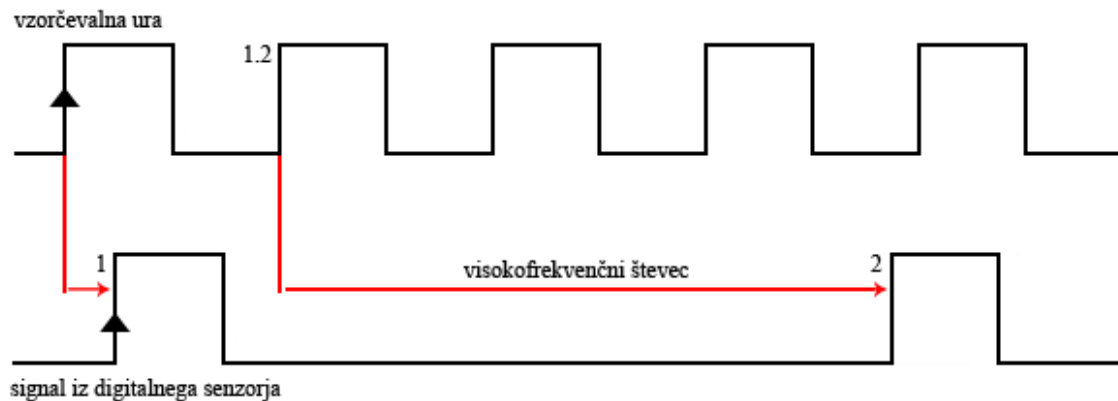 vzorčevalna ura
1.2
1
visokofrekvenčni števec
2
signal iz digitalnega senzorja